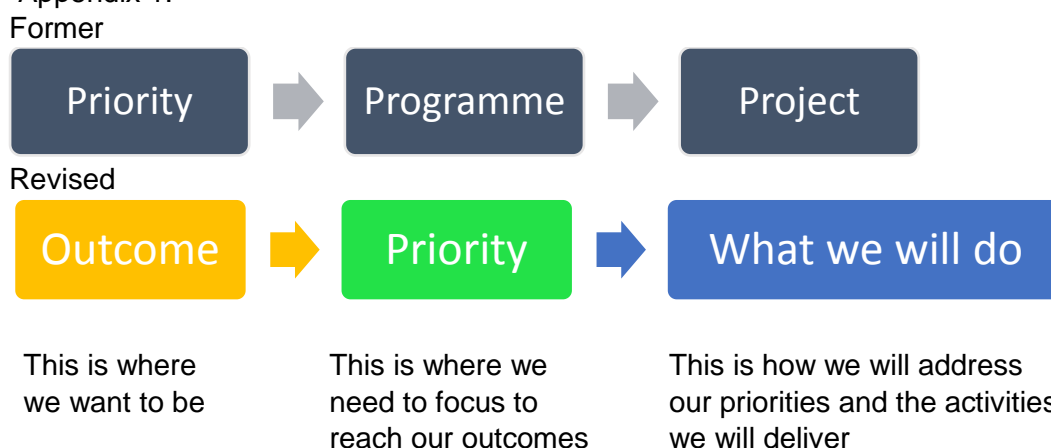 Appendix 1:
Former
Priority
Programme
Project
Revised
Outcome
Priority
What we will do
This is where
we want to be
This is where we
need to focus to
reach our outcomes
This is how we will address
our priorities and the activities
we will deliver